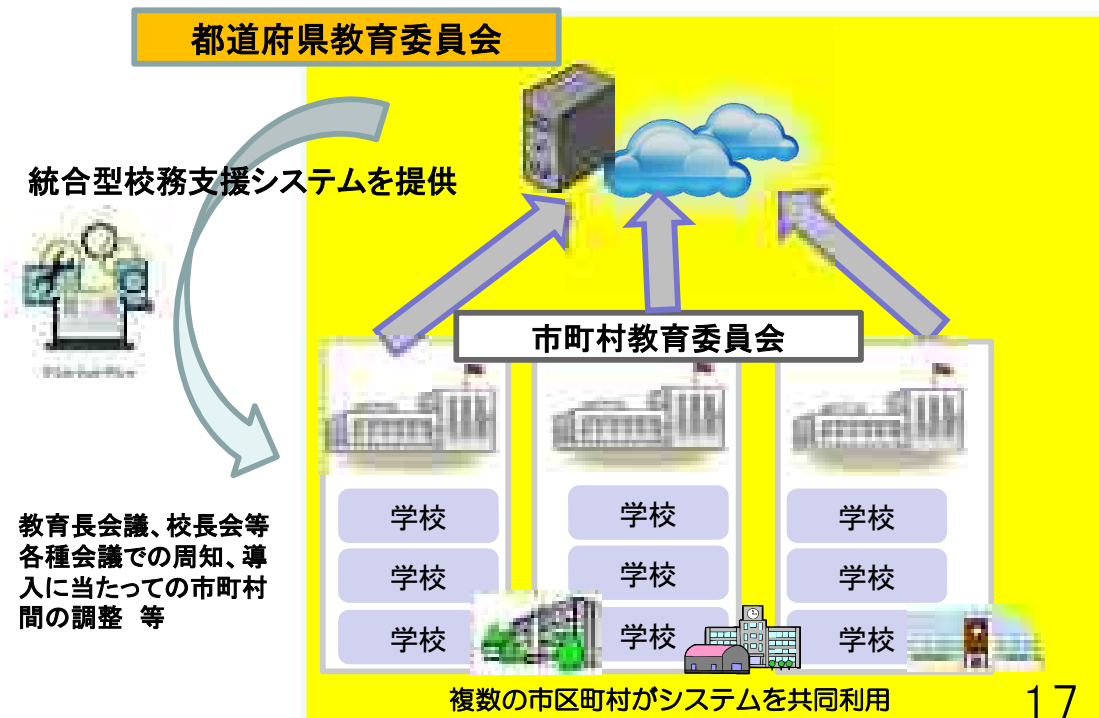 都道府県教育委員会
統合型校務支援システムを提供
市町村教育委員会
教育長会議、校長会等
各種会議での周知、導
入に当たっての市町村
間の調整 等
学校
学校
学校
学校
学校
学校
学校
学校
学校
複数の市区町村がシステムを共同利用
17